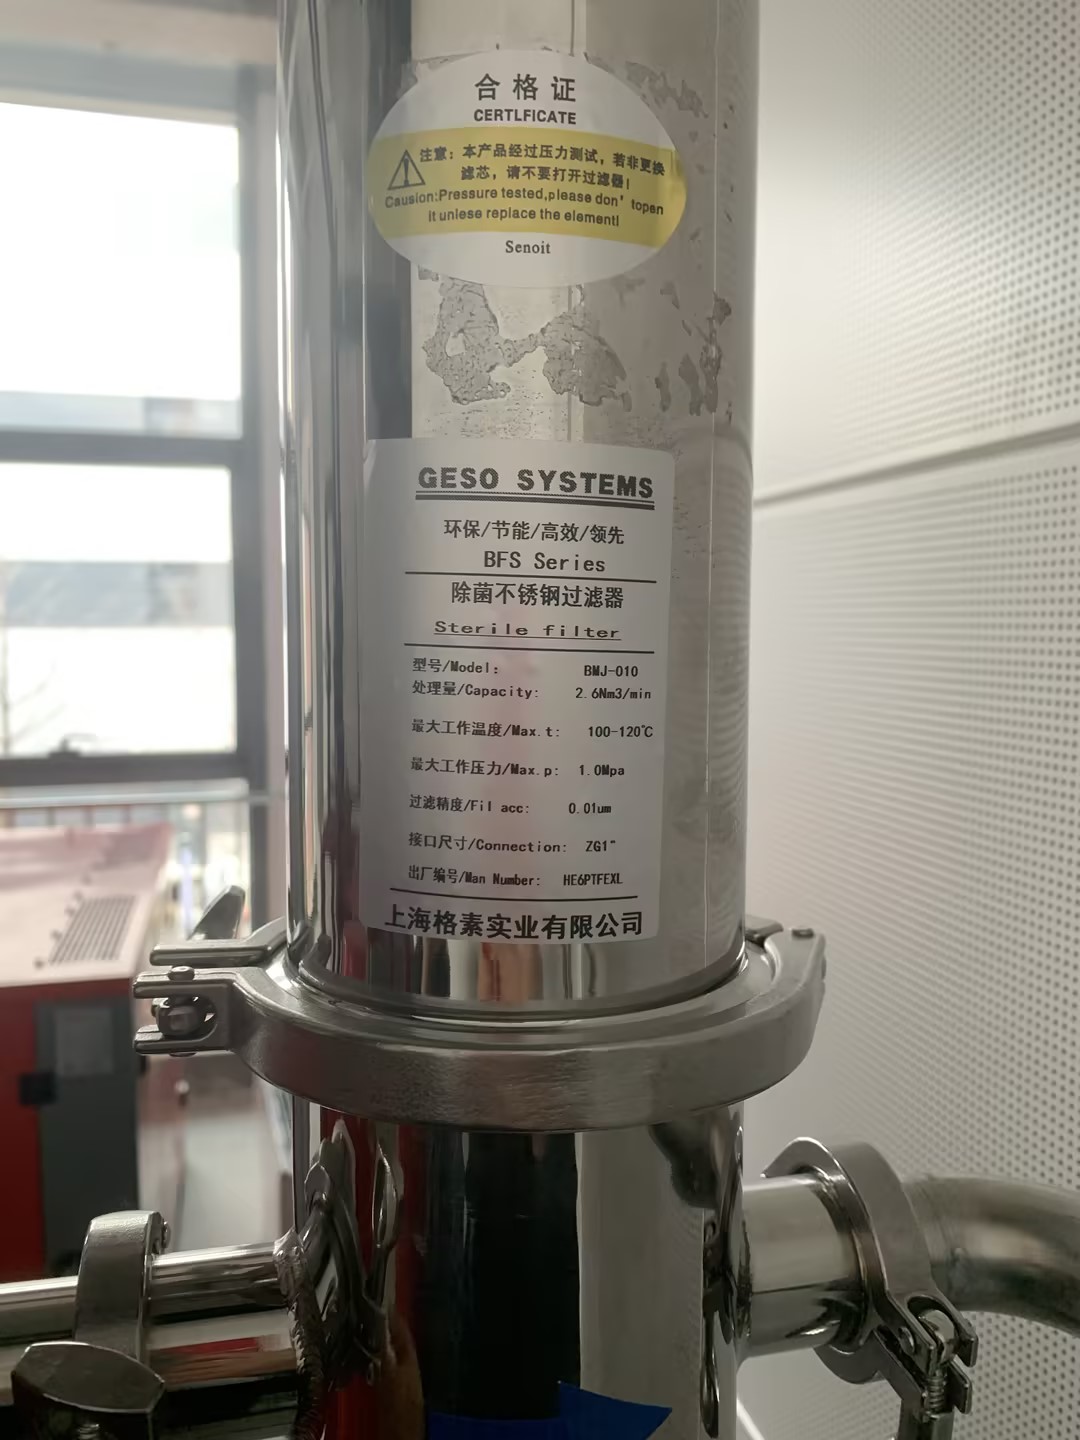 合格证
CERTLFICATE
注意：本产品经过压力测试，若非更换
滤芯，请不要打开过滤器！
Causion:Pressure tested,please don' topen
it unlese replace the element!
Senoit
GESO SYSTEMS
环保/节能/高效/领先
BFS Series
除菌不锈钢过滤器
Sterile filter
型号/Model: BMJ-010
处理量/Capacity: 2.6Nm3/min
最大工作温度/Max.t: 100-120℃
最大工作压力/Max.p: 1.0Mpa
过滤精度/Fil acc: 0.01um
接口尺寸/Connection: ZG1"
出厂编号/Man Number: HE6PTFEXL
上海格素实业有限公司